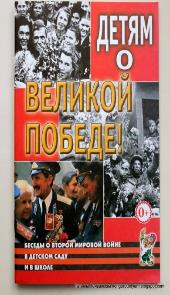 ДЕТЯМ
О
ВЕЛИКОЙ
ПОБЕДЕ!
0+
БЕСЕДЫ О ВТОРОЙ МИРОВОЙ ВОЙНЕ
В ДЕТСКОМ САДУ
И В ШКОЛЕ